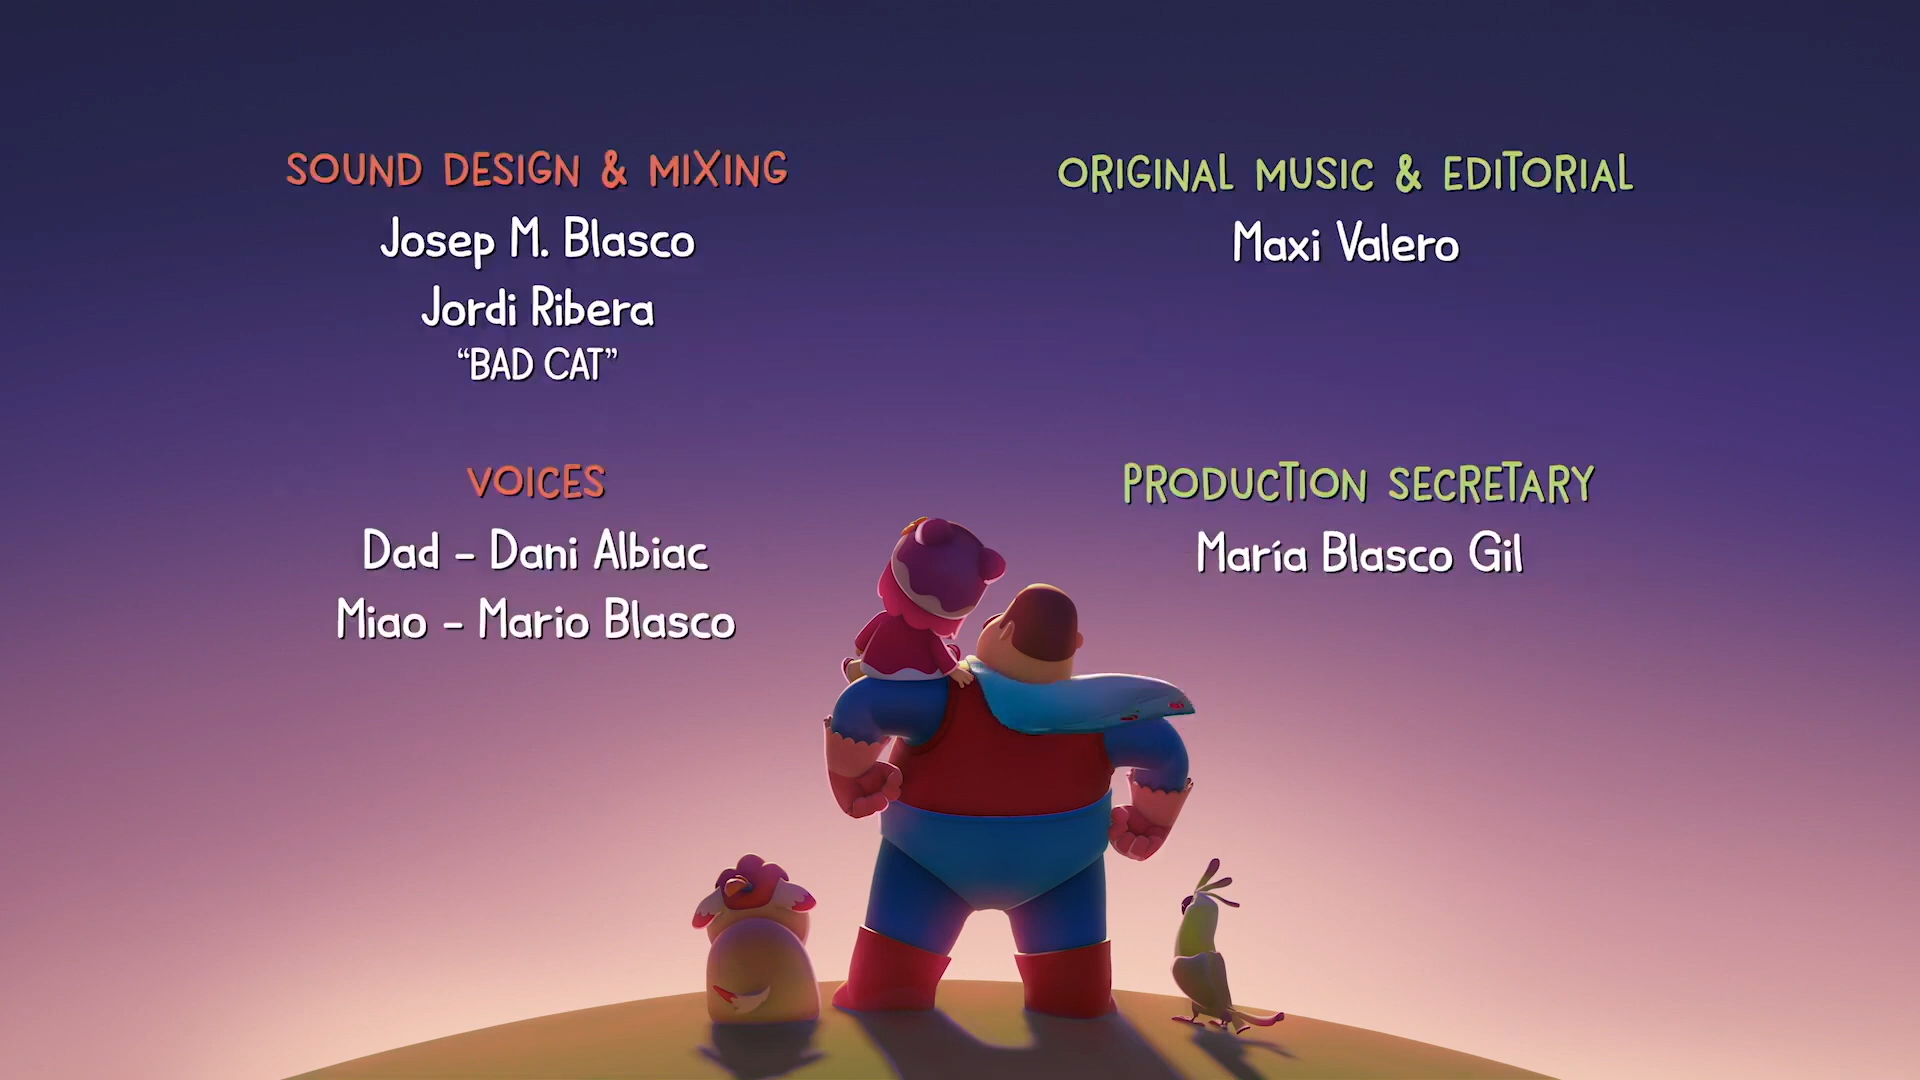 SOUND DESIGN & MIXING
Josep M. Blasco
Jordi Ribera
“BAD CAT”
ORIGINAL MUSIC & EDITORIAL
Maxi Valero
VOICES
Dad - Dani Albiac
Miao - Mario Blasco
PRODUCTION SECRETARY
María Blasco Gil